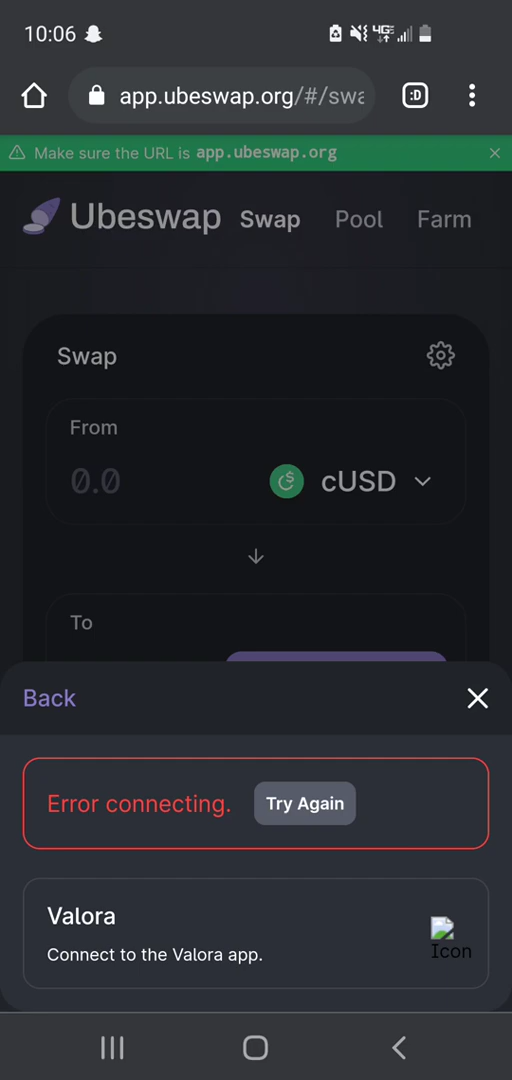 10:06
4GE
app.ubeswap.org/#/swa
:D
Make sure the URL is app.ubeswap.org
Ubeswap Swap Pool Farm
Swap
From
0.0 cUSD
To
Back
Error connecting. Try Again
Valora
Icon
Connect to the Valora app.